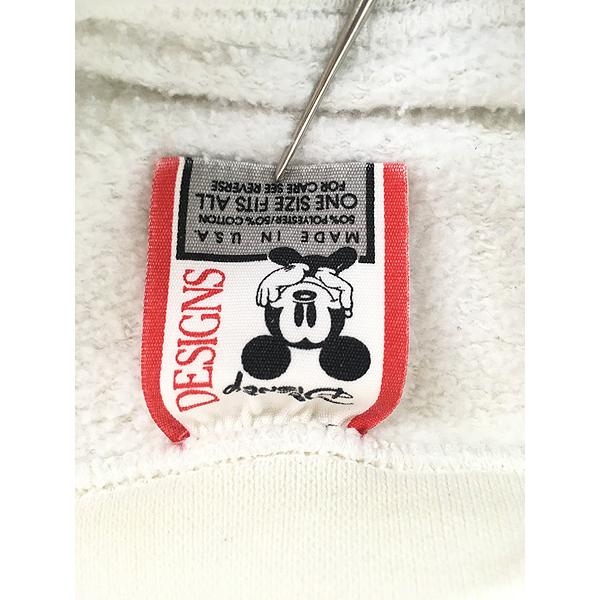 Disney
DESIGNS
MADE IN U.S.A
50% POLYESTER/50% COTTON
ONE SIZE FITS ALL
FOR CARE SEE REVERSE